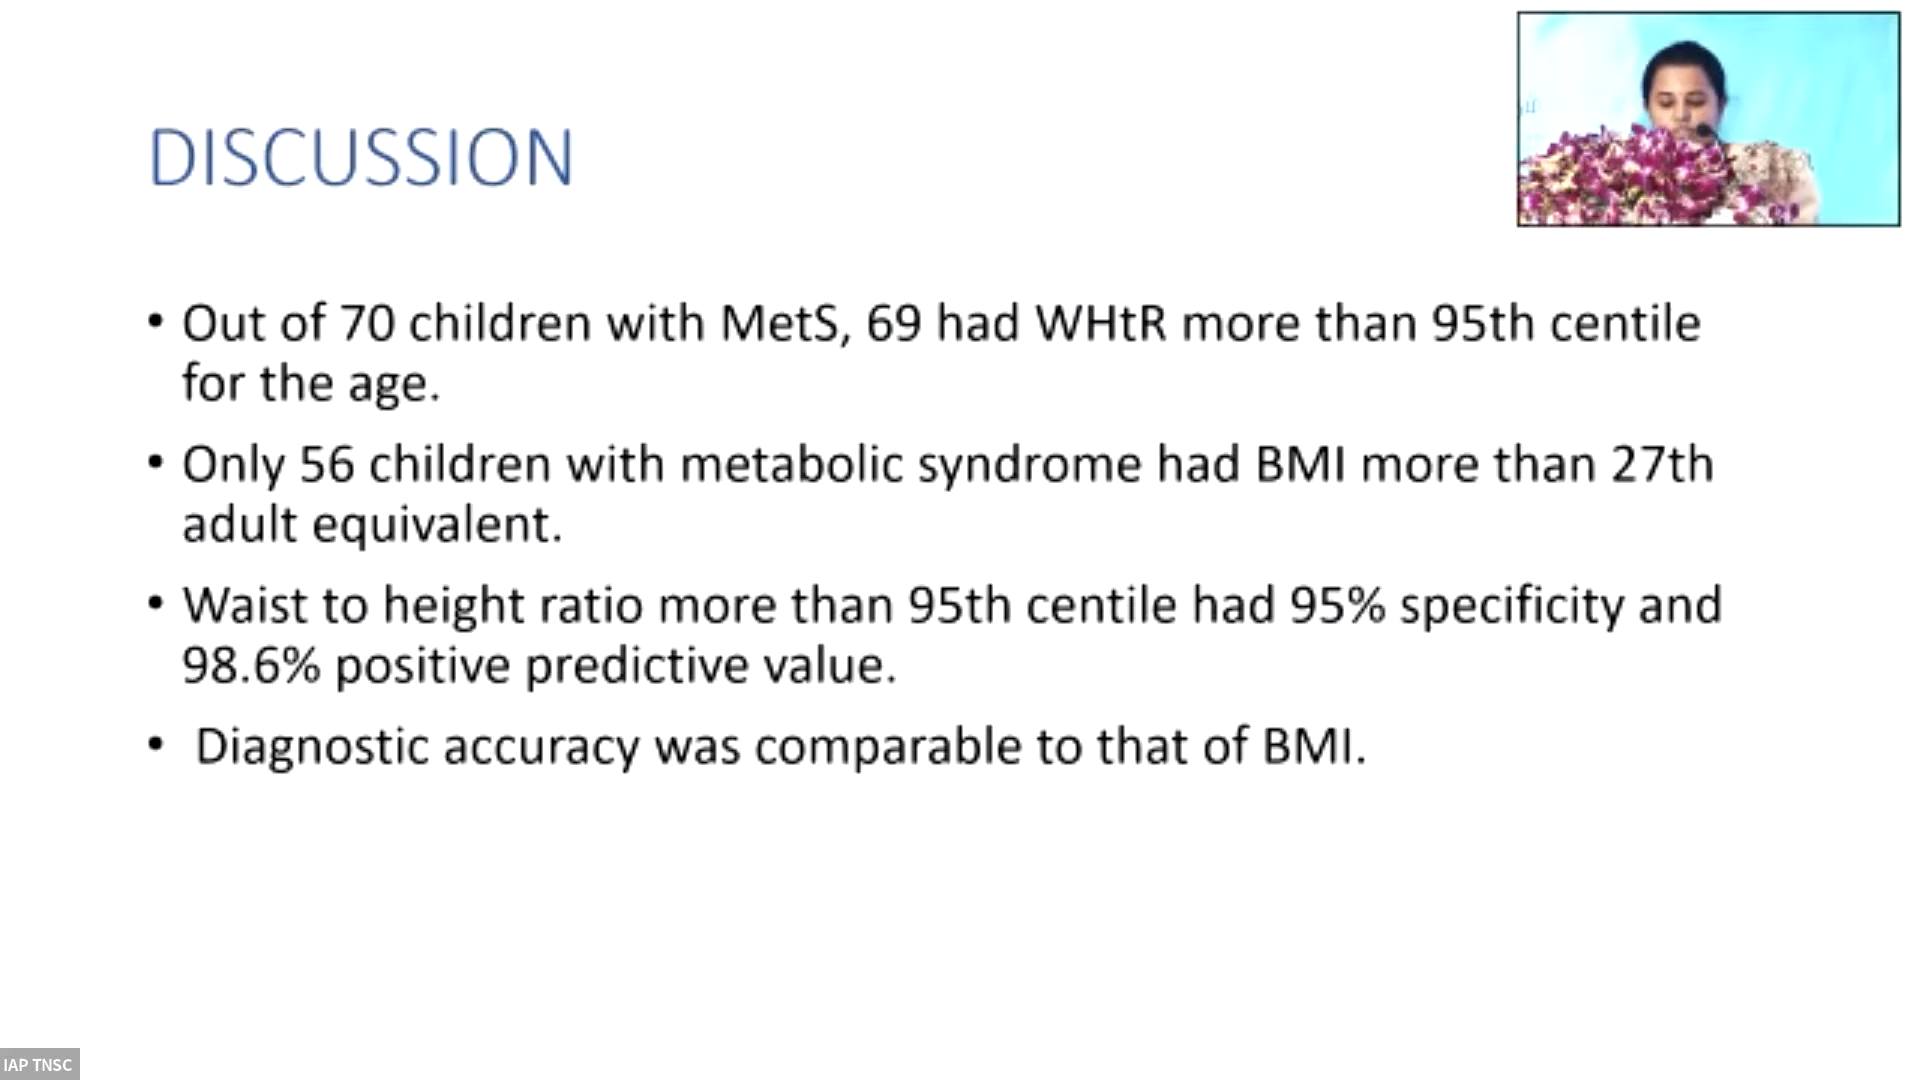 DISCUSSION
• Out of 70 children with MetS, 69 had WHtR more than 95th centile
for the age.
• Only 56 children with metabolic syndrome had BMI more than 27th
adult equivalent.
• Waist to height ratio more than 95th centile had 95% specificity and
98.6% positive predictive value.
• Diagnostic accuracy was comparable to that of BMI.
IAP TNSC